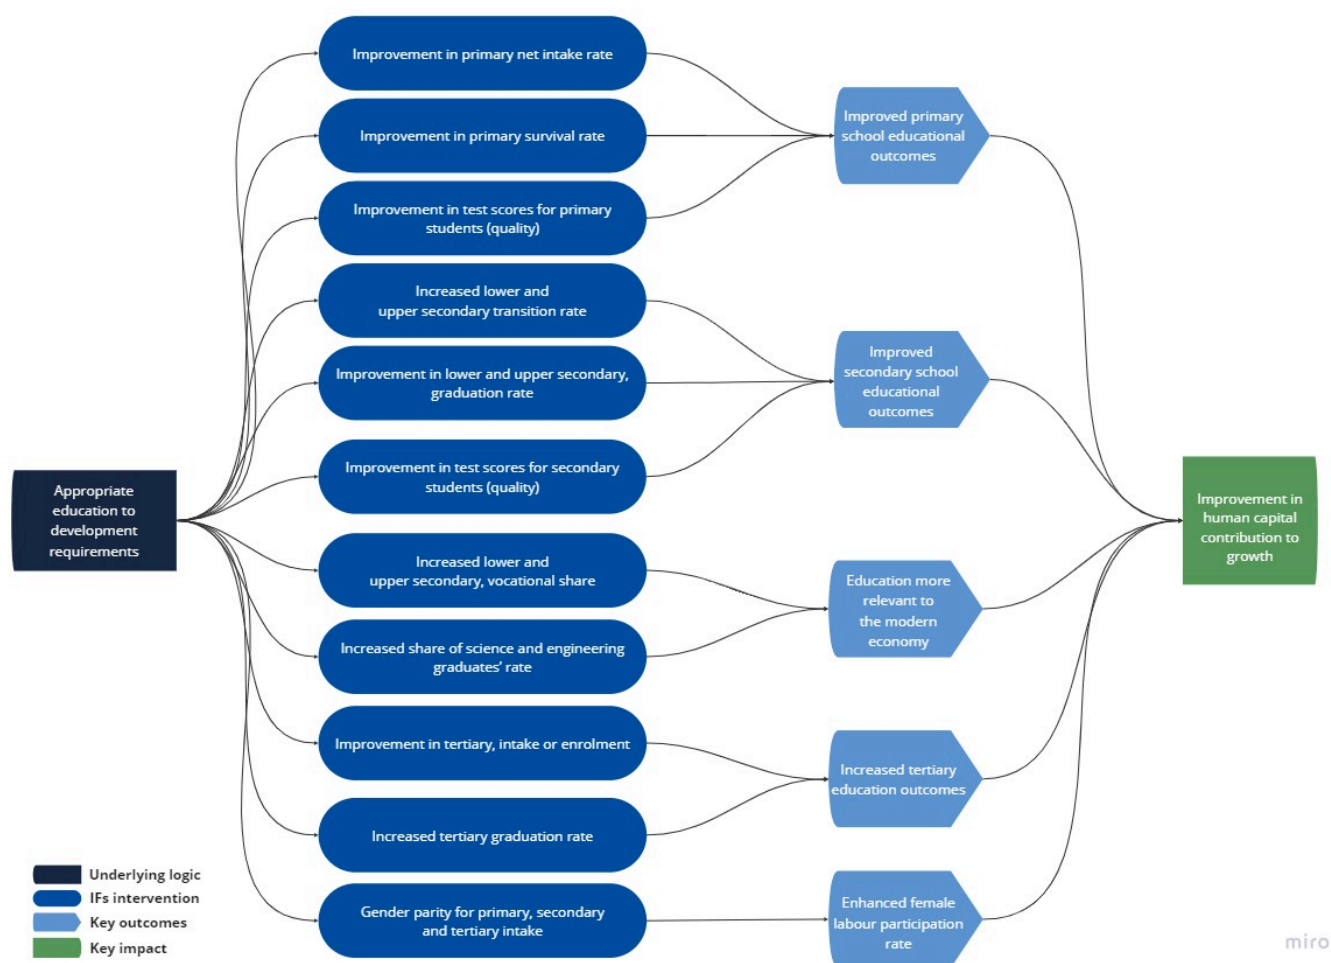 Improvement in primary net intake rate
Improvement in primary survival rate
Improvement in test scores for primary
students (quality)
Increased lower and
upper secondary transition rate
Improvement in lower and upper secondary,
graduation rate
Improvement in test scores for secondary
students (quality)
Increased lower and
upper secondary, vocational share
Increased share of science and engineering
graduates’ rate
Improvement in tertiary, intake or enrolment
Increased tertiary graduation rate
Gender parity for primary, secondary
and tertiary intake
Appropriate
education to
development
requirements
Improved primary
school educational
outcomes
Improved
secondary school
educational
outcomes
Education more
relevant to
the modern
economy
Increased tertiary
education outcomes
Enhanced female
labour participation
rate
Improvement in
human capital
contribution to
growth
Underlying logic
IFs intervention
Key outcomes
Key impact
miro